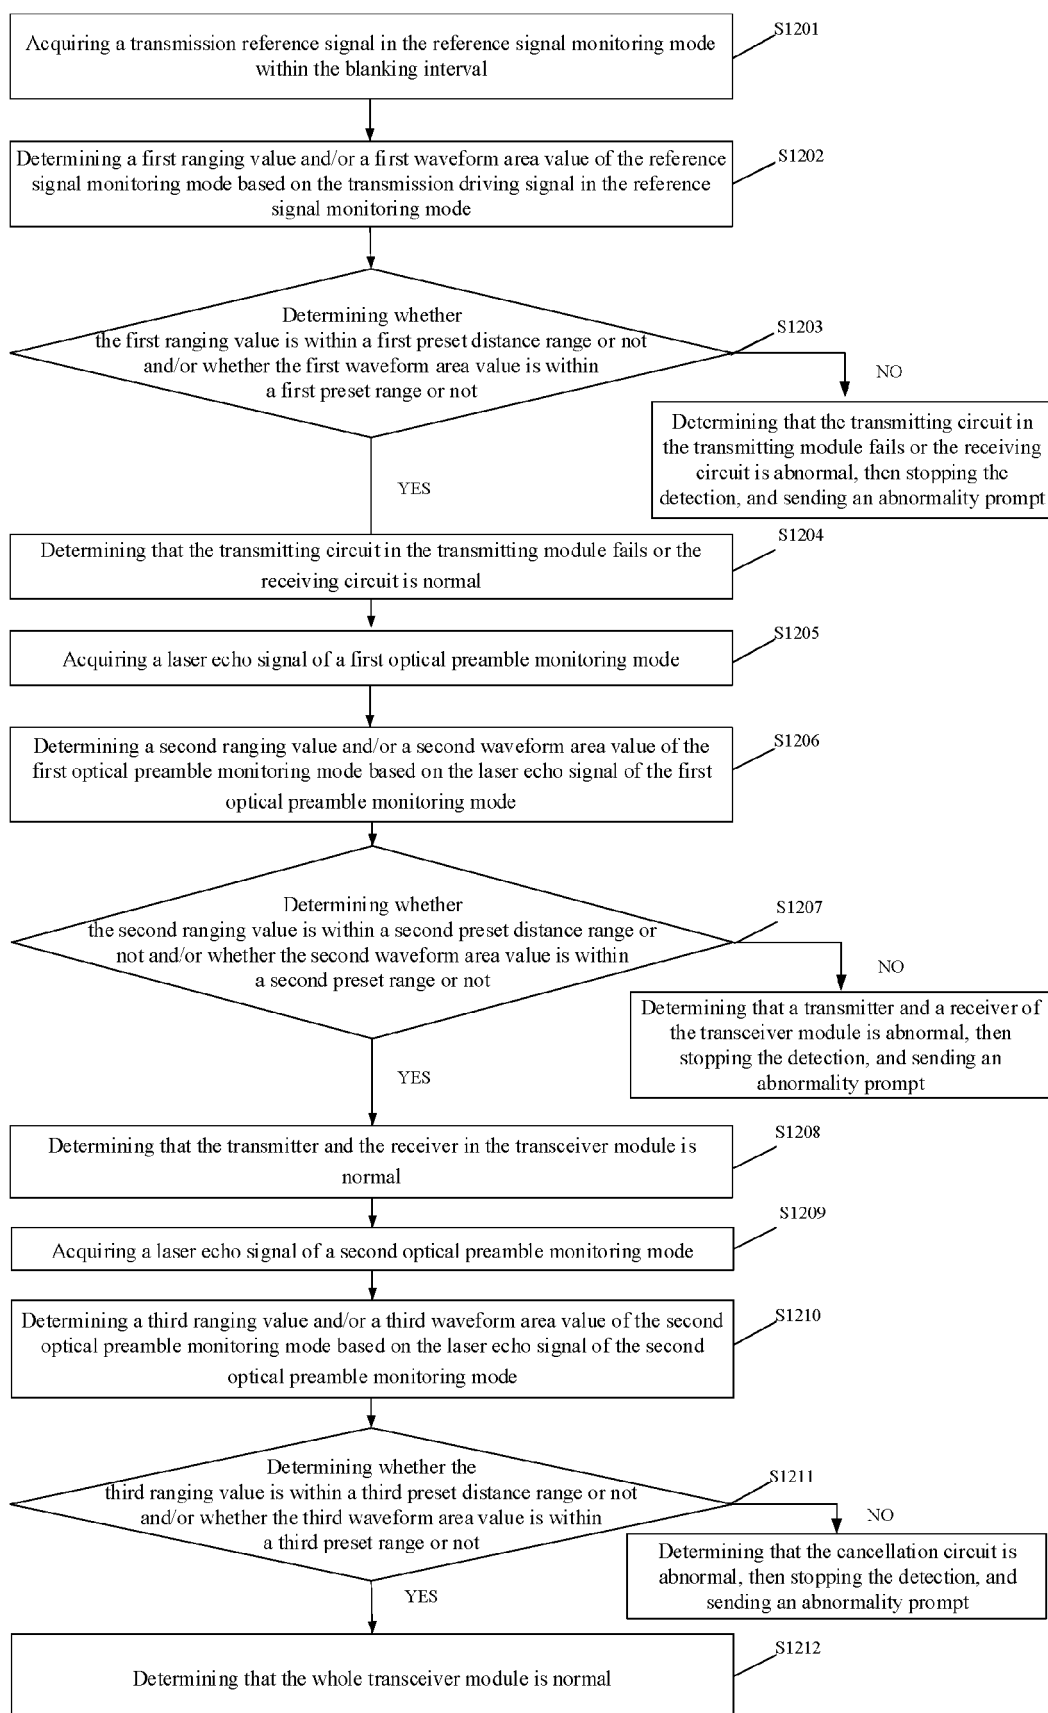 S1201
Acquiring a transmission reference signal in the reference signal monitoring mode
within the blanking interval
S1202
Determining a first ranging value and/or a first waveform area value of the reference
signal monitoring mode based on the transmission driving signal in the reference
signal monitoring mode
S1203
Determining whether
the first ranging value is within a first preset distance range or not
and/or whether the first waveform area value is within
a first preset range or not
NO
Determining that the transmitting circuit in
the transmitting module fails or the receiving
circuit is abnormal, then stopping the
detection, and sending an abnormality prompt
YES
S1204
Determining that the transmitting circuit in the transmitting module fails or the
receiving circuit is normal
S1205
Acquiring a laser echo signal of a first optical preamble monitoring mode
S1206
Determining a second ranging value and/or a second waveform area value of the
first optical preamble monitoring mode based on the laser echo signal of the first
optical preamble monitoring mode
S1207
Determining whether
the second ranging value is within a second preset distance range or
not and/or whether the second waveform area value is within
a second preset range or not
NO
Determining that a transmitter and a receiver of
the transceiver module is abnormal, then
stopping the detection, and sending an
abnormality prompt
YES
S1208
Determining that the transmitter and the receiver in the transceiver module is
normal
S1209
Acquiring a laser echo signal of a second optical preamble monitoring mode
S1210
Determining a third ranging value and/or a third waveform area value of the second
optical preamble monitoring mode based on the laser echo signal of the second
optical preamble monitoring mode
S1211
Determining whether the
third ranging value is within a third preset distance range or not
and/or whether the third waveform area value is within
a third preset range or not
NO
Determining that the cancellation circuit is
abnormal, then stopping the detection, and
sending an abnormality prompt
YES
S1212
Determining that the whole transceiver module is normal